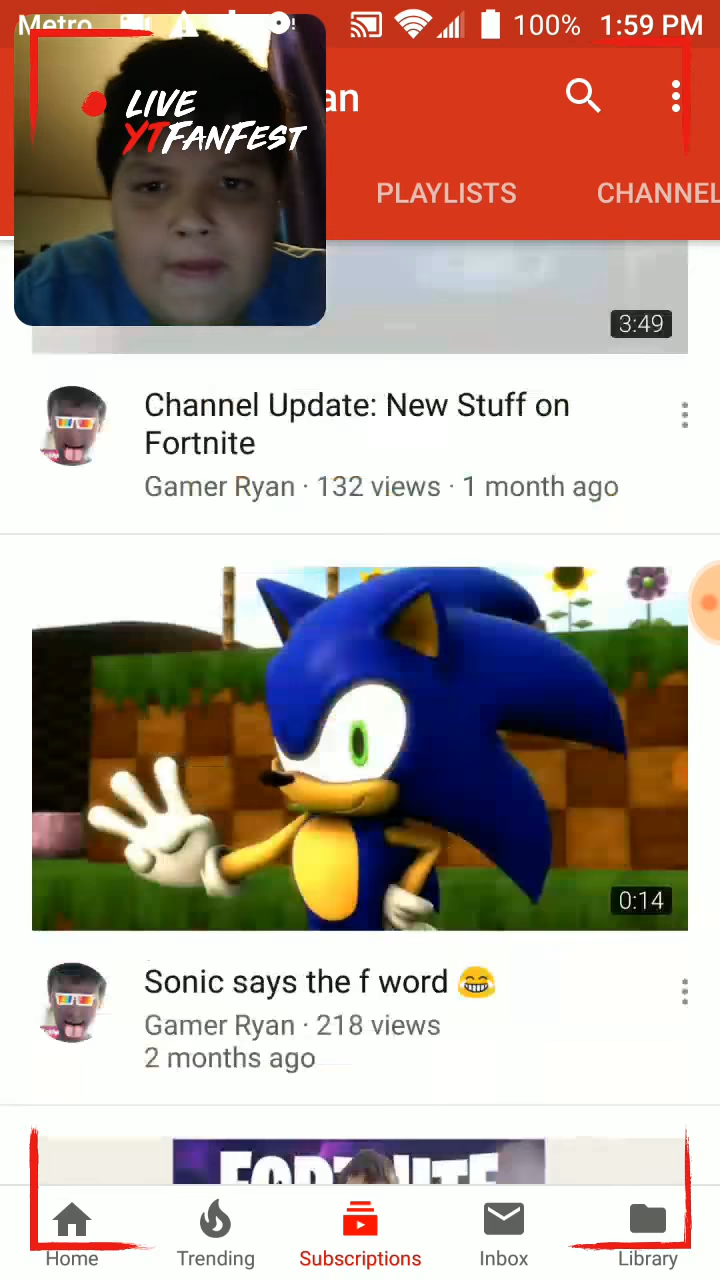 Metro
100% 1:59 PM
LIVE
YTFANFEST
an
PLAYLISTS CHANNEL
3:49
Channel Update: New Stuff on
Fortnite
Gamer Ryan · 132 views · 1 month ago
0:14
Sonic says the f word 😂
Gamer Ryan · 218 views
2 months ago
FORTNITE
Home Trending Subscriptions Inbox Library